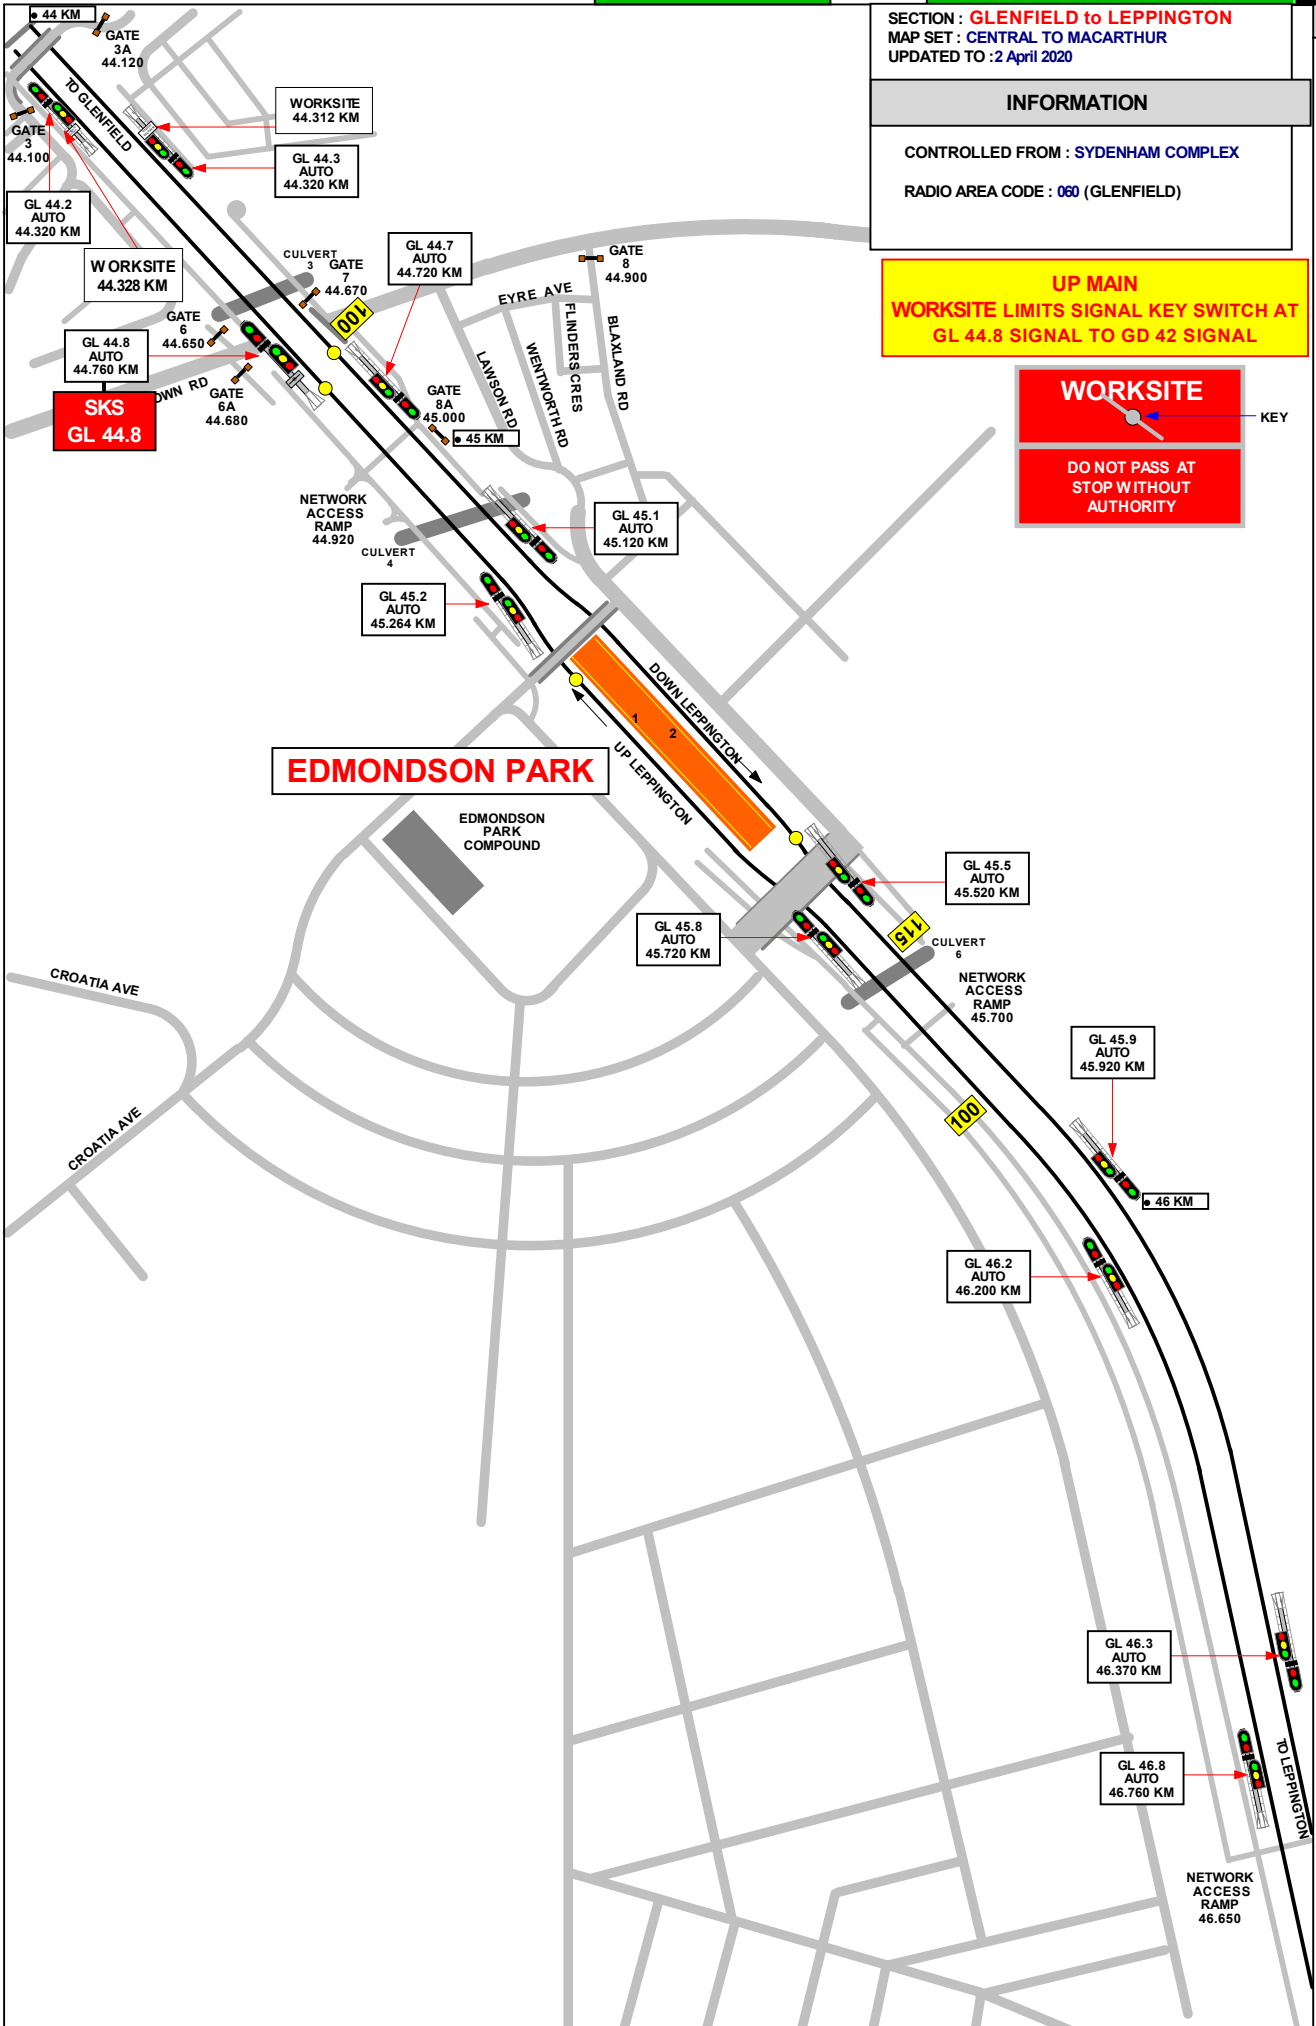 SECTION : GLENFIELD to LEPPINGTON
MAP SET : CENTRAL TO MACARTHUR
UPDATED TO :2 April 2020
INFORMATION
CONTROLLED FROM : SYDENHAM COMPLEX
RADIO AREA CODE : 060 (GLENFIELD)
UP MAIN
WORKSITE LIMITS SIGNAL KEY SWITCH AT
GL 44.8 SIGNAL TO GD 42 SIGNAL
WORKSITE
KEY
DO NOT PASS AT
STOP WITHOUT
AUTHORITY
44 KM
GATE
3A
44.120
TO GLENFIELD
WORKSITE
44.312 KM
GATE
3
44.100
GL 44.3
AUTO
44.320 KM
GL 44.2
AUTO
44.320 KM
WORKSITE
44.328 KM
CULVERT
3
GATE
7
44.670
GL 44.7
AUTO
44.720 KM
GATE
8
44.900
EYRE AVE
FLINDERS CRES
BLAXLAND RD
LAWSON RD
WENTWORTH RD
100
GATE
6
44.650
GL 44.8
AUTO
44.760 KM
SKS
GL 44.8
OWN RD
GATE
6A
44.680
GATE
8A
45.000
45 KM
NETWORK
ACCESS
RAMP
44.920
CULVERT
4
GL 45.1
AUTO
45.120 KM
GL 45.2
AUTO
45.264 KM
DOWN LEPPINGTON
1
2
UP LEPPINGTON
EDMONDSON PARK
EDMONDSON
PARK
COMPOUND
GL 45.5
AUTO
45.520 KM
GL 45.8
AUTO
45.720 KM
115
CULVERT
6
NETWORK
ACCESS
RAMP
45.700
CROATIA AVE
CROATIA AVE
GL 45.9
AUTO
45.920 KM
100
46 KM
GL 46.2
AUTO
46.200 KM
GL 46.3
AUTO
46.370 KM
GL 46.8
AUTO
46.760 KM
TO LEPPINGTON
NETWORK
ACCESS
RAMP
46.650